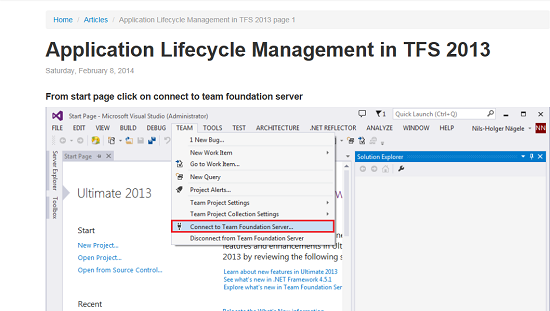 Home / Articles / Application Lifecycle Management in TFS 2013 page 1
Application Lifecycle Management in TFS 2013
Saturday, February 8, 2014
From start page click on connect to team foundation server
Start Page - Microsoft Visual Studio (Administrator)
1
Quick Launch (Ctrl+Q)
FILE EDIT VIEW BUILD DEBUG TEAM TOOLS TEST ARCHITECTURE .NET REFLECTOR ANALYZE WINDOW HELP Nils-Holger Nägele NN
1 New Bug...
New Work Item
Go to Work Item...
New Query
Project Alerts...
Team Project Settings
Team Project Collection Settings
Connect to Team Foundation Server...
Disconnect from Team Foundation Server
Server Explorer
Toolbox
Start Page
Solution Explorer
Ultimate 2013
Start
New Project...
Open Project...
Open from Source Control...
Recent
features and enhancements in Ult
2013 by reviewing the following s
Learn about new features in Ultimate 2013
See what's new in .NET Framework 4.5.1
Explore what's new in Team Foundation Ser